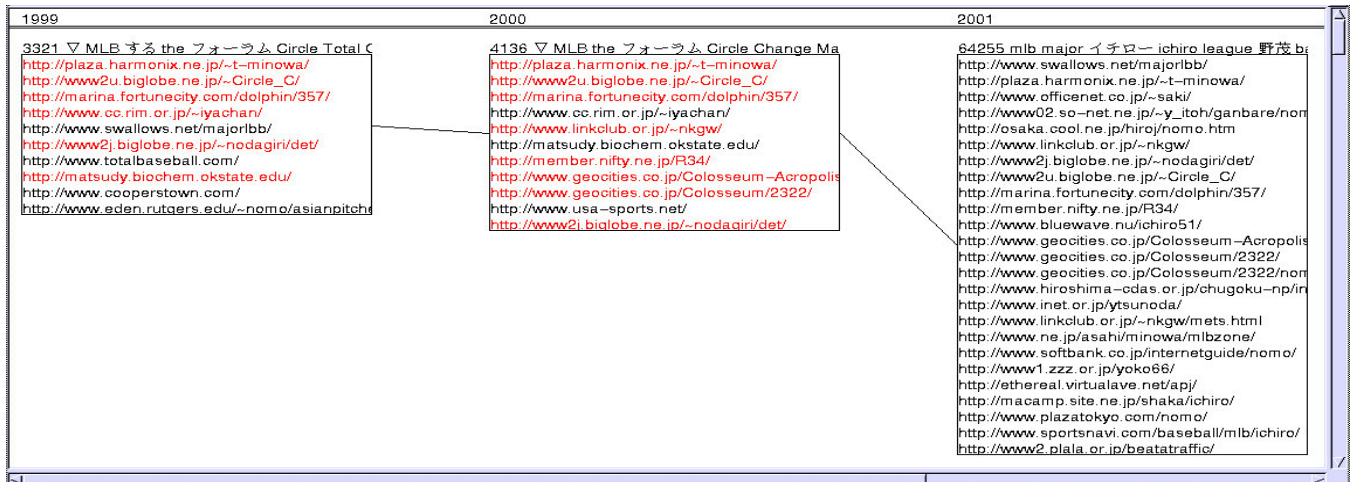 1999
2000
2001
3321 ▽ MLB する the フォーラム Circle Total C
http://plaza.harmonix.ne.jp/~t-minowa/
http://www2u.biglobe.ne.jp/~Circle_C/
http://marina.fortunecity.com/dolphin/357/
http://www.cc.rim.or.jp/~iyachan/
http://www.swallows.net/majorlbb/
http://www2j.biglobe.ne.jp/~nodagiri/det/
http://www.totalbaseball.com/
http://matsudy.biochem.okstate.edu/
http://www.cooperstown.com/
http://www.eden.rutgers.edu/~nomo/asianpitche
4136 ▽ MLB the フォーラム Circle Change Ma
http://plaza.harmonix.ne.jp/~t-minowa/
http://www2u.biglobe.ne.jp/~Circle_C/
http://marina.fortunecity.com/dolphin/357/
http://www.cc.rim.or.jp/~iyachan/
http://www.linkclub.or.jp/~nkgw/
http://matsudy.biochem.okstate.edu/
http://member.nifty.ne.jp/R34/
http://www.geocities.co.jp/Colosseum-Acropolis
http://www.geocities.co.jp/Colosseum/2322/
http://www.usa-sports.net/
http://www2j.biglobe.ne.jp/~nodagiri/det/
64255 mlb major イチロー ichiro league 野茂 ba
http://www.swallows.net/majorlbb/
http://plaza.harmonix.ne.jp/~t-minowa/
http://www.officenet.co.jp/~saki/
http://www02.so-net.ne.jp/~y_itoh/ganbare/nom
http://osaka.cool.ne.jp/hiroj/nomo.htm
http://www.linkclub.or.jp/~nkgw/
http://www2j.biglobe.ne.jp/~nodagiri/det/
http://www2u.biglobe.ne.jp/~Circle_C/
http://marina.fortunecity.com/dolphin/357/
http://member.nifty.ne.jp/R34/
http://www.bluewave.nu/ichiro51/
http://www.geocities.co.jp/Colosseum-Acropolis
http://www.geocities.co.jp/Colosseum/2322/
http://www.geocities.co.jp/Colosseum/2322/nom
http://www.hiroshima-cdas.or.jp/chugoku-np/in
http://www.inet.or.jp/ytsunoda/
http://www.linkclub.or.jp/~nkgw/mets.html
http://www.ne.jp/asahi/minowa/mlbzone/
http://www.softbank.co.jp/internetguide/nomo/
http://www1.zzz.or.jp/yoko66/
http://ethereal.virtualave.net/apj/
http://macamp.site.ne.jp/shaka/ichiro/
http://www.plazatokyo.com/nomo/
http://www.sportsnavi.com/baseball/mlb/ichiro/
http://www2.plala.or.jp/beatatraffic/